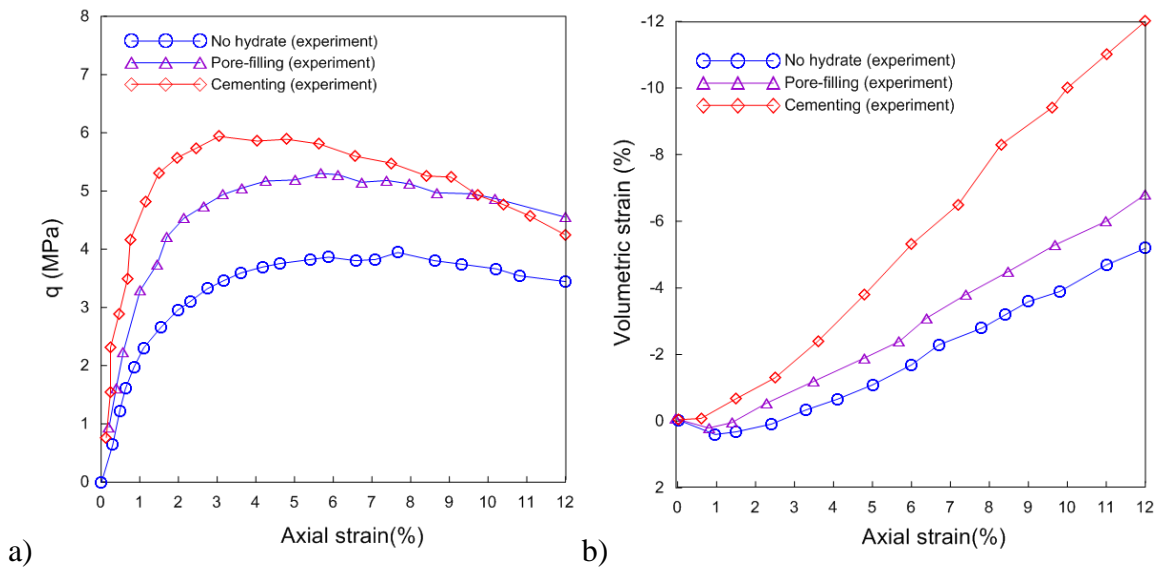 8
7
6
5
4
3
2
1
0
q (MPa)
No hydrate (experiment)
Pore-filling (experiment)
Cementing (experiment)
0 1 2 3 4 5 6 7 8 9 10 11 12
Axial strain(%)
a)
-12
-10
-8
-6
-4
-2
0
2
Volumetric strain (%)
No hydrate (experiment)
Pore-filling (experiment)
Cementing (experiment)
0 1 2 3 4 5 6 7 8 9 10 11 12
Axial strain(%)
b)